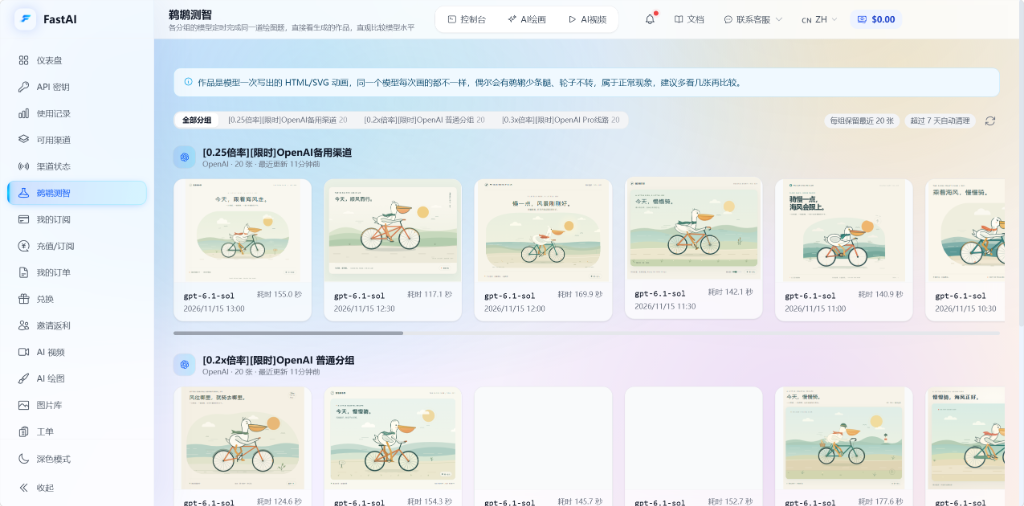 FastAI
鹈鹕测智
各分组的模型定时完成同一道绘图题，直接看生成的作品，直观比较模型水平
控制台
AI绘画
AI视频
文档
联系客服
CN ZH
$0.00
仪表盘
API 密钥
使用记录
可用渠道
渠道状态
鹈鹕测智
我的订阅
充值/订阅
我的订单
兑换
邀请返利
AI 视频
AI 绘图
图片库
工单
深色模式
收起
作品是模型一次写出的 HTML/SVG 动画，同一个模型每次画的都不一样，偶尔会有鹈鹕少条腿、轮子不转，属于正常现象，建议多看几张再比较。
全部分组
[0.25倍率][限时]OpenAI备用渠道 20
[0.2x倍率][限时]OpenAI 普通分组 20
[0.3x倍率][限时]OpenAI Pro线路 20
每组保留最近 20 张
超过 7 天自动清理
[0.25倍率][限时]OpenAI备用渠道
OpenAI · 20 张 · 最近更新 11分钟前
今天，跟着海风走。
gpt-6.1-sol
耗时 155.0 秒
2026/11/15 13:00
今天，顺风而行。
gpt-6.1-sol
耗时 117.1 秒
2026/11/15 12:30
慢一点，风景刚刚好。
gpt-6.1-sol
耗时 169.9 秒
2026/11/15 12:00
今天，慢慢骑。
gpt-6.1-sol
耗时 142.1 秒
2026/11/15 11:30
骑慢一点，
海风会跟上。
gpt-6.1-sol
耗时 140.9 秒
2026/11/15 11:00
乘着海风，慢慢骑。
gpt-6.1-sol
2026/11/15 10:30
[0.2x倍率][限时]OpenAI 普通分组
OpenAI · 20 张 · 最近更新 11分钟前
风往哪里，就骑去哪里。
gpt-6.1-sol
耗时 124.6 秒
今天，慢慢骑。
gpt-6.1-sol
耗时 154.3 秒
gpt-6.1-sol
耗时 145.7 秒
gpt-6.1-sol
耗时 152.7 秒
今天，慢慢骑。
gpt-6.1-sol
耗时 177.6 秒
慢慢骑，海风正好。
gpt-6.1-sol